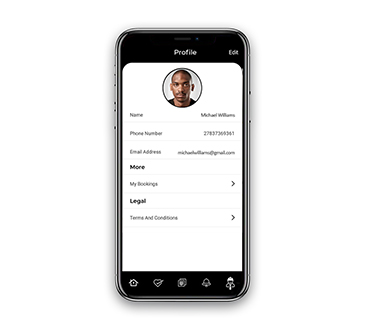 Profile Edit
Name Michael Williams
Phone Number 27837369361
Email Address michaelwilliams@gmail.com
More
My Bookings
Legal
Terms And Conditions